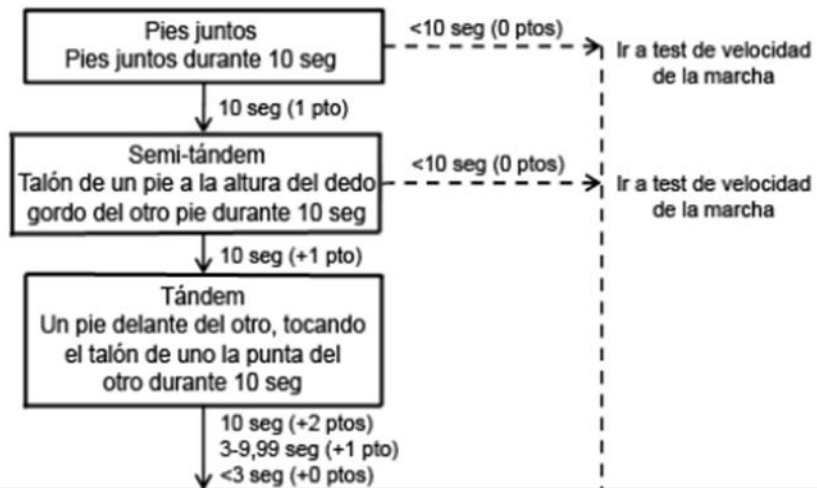 Pies juntos
Pies juntos durante 10 seg
<10 seg (0 ptos)
Ir a test de velocidad
de la marcha
10 seg (1 pto)
Semi-tándem
Talón de un pie a la altura del dedo
gordo del otro pie durante 10 seg
<10 seg (0 ptos)
Ir a test de velocidad
de la marcha
10 seg (+1 pto)
Tándem
Un pie delante del otro, tocando
el talón de uno la punta del
otro durante 10 seg
10 seg (+2 ptos)
3-9,99 seg (+1 pto)
<3 seg (+0 ptos)